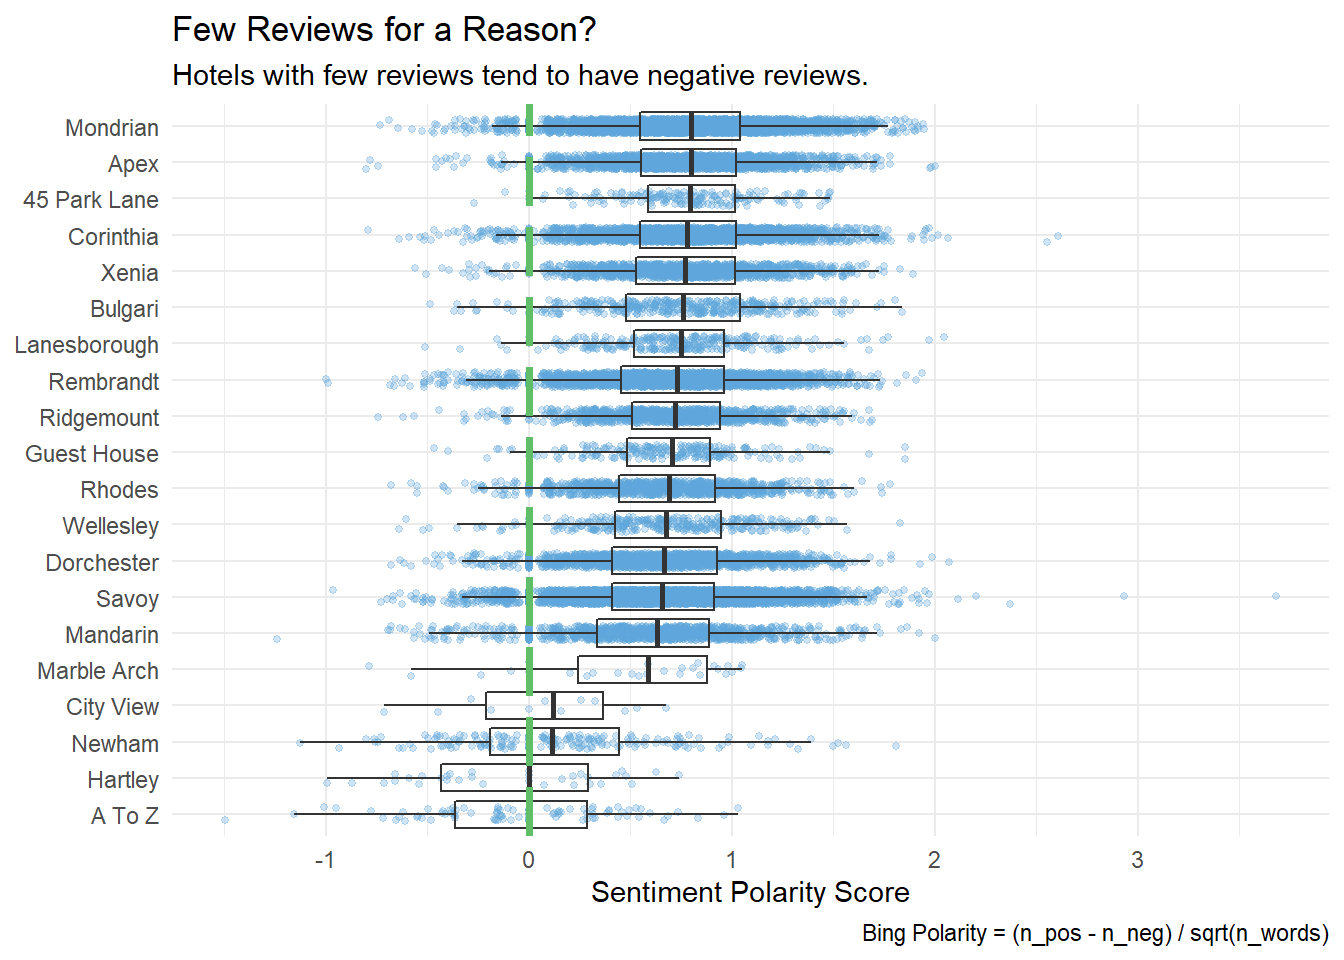 Few Reviews for a Reason?
Hotels with few reviews tend to have negative reviews.
Mondrian
Apex
45 Park Lane
Corinthia
Xenia
Bulgari
Lanesborough
Rembrandt
Ridgemount
Guest House
Rhodes
Wellesley
Dorchester
Savoy
Mandarin
Marble Arch
City View
Newham
Hartley
A To Z
-1 0 1 2 3
Sentiment Polarity Score
Bing Polarity = (n_pos - n_neg) / sqrt(n_words)